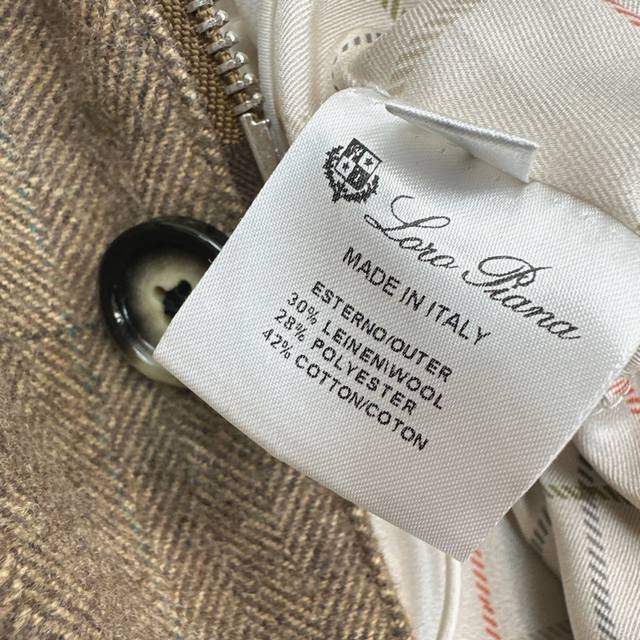 Loro Piana
MADE IN ITALY
ESTERNO/OUTER
30% LEINEN\WOOL
28% POLYESTER
42% COTTON/COTON